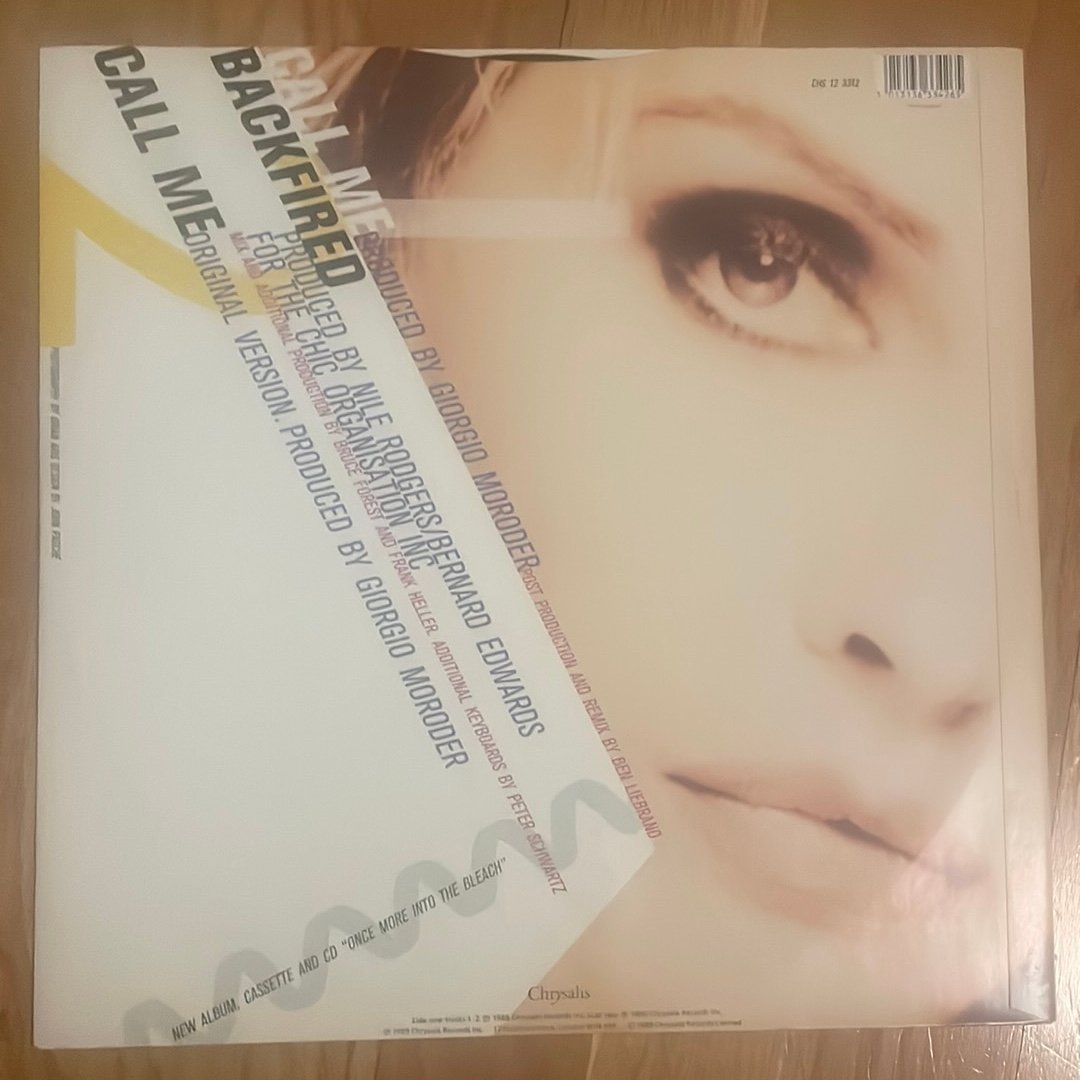 CHS 12 3342
CALL ME
PRODUCED BY GIORGIO MORODER
POST PRODUCTION AND REMIX BY BEN LIEBRAND
BACKFIRED
PRODUCED BY NILE RODGERS/BERNARD EDWARDS
FOR THE CHIC ORGANISATION INC
MIX AND ADDITIONAL PRODUCTION BY BRUCE FOREST AND FRANK HELLER. ADDITIONAL KEYBOARDS BY PETER SCHWARTZ
CALL ME
ORIGINAL VERSION. PRODUCED BY GIORGIO MORODER
NEW ALBUM, CASSETTE AND CD "ONCE MORE INTO THE BLEACH"
Chrysalis